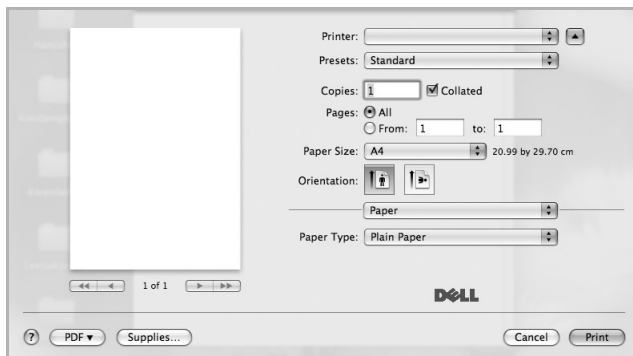 Printer:
Presets: Standard
Copies: 1 Collated
Pages: All
From: 1 to: 1
Paper Size: A4 20.99 by 29.70 cm
Orientation:
Paper
Paper Type: Plain Paper
1 of 1
DELL
? PDF Supplies... Cancel Print